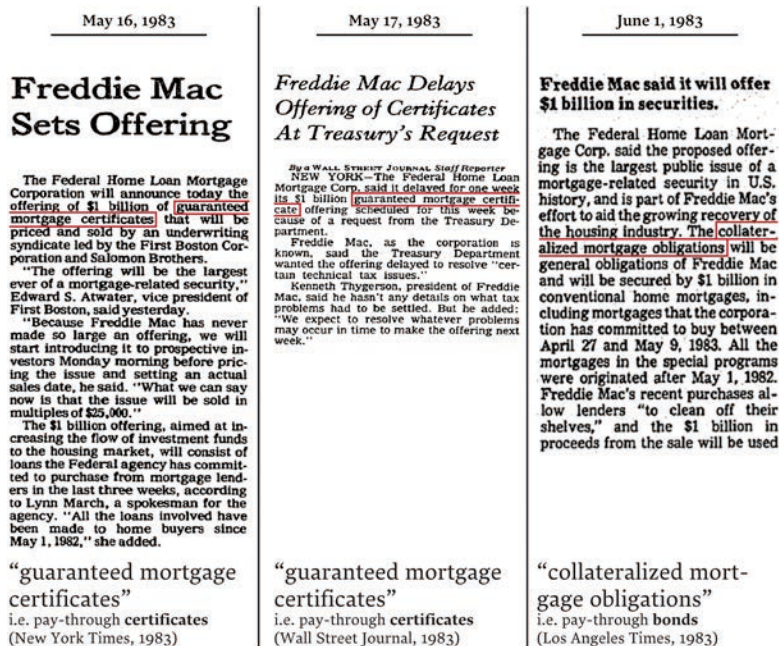 May 16, 1983
Freddie Mac
Sets Offering
The Federal Home Loan Mortgage
Corporation will announce today the
offering of $1 billion of guaranteed
mortgage certificates that will be
priced and sold by an underwriting
syndicate led by the First Boston Cor-
poration and Salomon Brothers.
"The offering will be the largest
ever of a mortgage-related security,"
Edward S. Atwater, vice president of
First Boston, said yesterday.
"Because Freddie Mac has never
made so large an offering, we will
start introducing it to prospective in-
vestors Monday morning before pric-
ing the issue and setting an actual
sales date, he said. "What we can say
now is that the issue will be sold in
multiples of $25,000."
The $1 billion offering, aimed at in-
creasing the flow of investment funds
to the housing market, will consist of
loans the Federal agency has commit-
ted to purchase from mortgage lend-
ers in the last three weeks, according
to Lynn March, a spokesman for the
agency. "All the loans involved have
been made to home buyers since
May 1, 1982," she added.
"guaranteed mortgage
certificates"
i.e. pay-through certificates
(New York Times, 1983)
May 17, 1983
Freddie Mac Delays
Offering of Certificates
At Treasury's Request
By a WALL STREET JOURNAL Staff Reporter
NEW YORK—The Federal Home Loan
Mortgage Corp. said it delayed for one week
its $1 billion guaranteed mortgage certifi-
cate offering scheduled for this week be-
cause of a request from the Treasury De-
partment.
Freddie Mac, as the corporation is
known, said the Treasury Department
wanted the offering delayed to resolve "cer-
tain technical tax issues."
Kenneth Thygerson, president of Freddie
Mac, said he hasn't any details on what tax
problems had to be settled. But he added:
"We expect to resolve whatever problems
may occur in time to make the offering next
week."
"guaranteed mortgage
certificates"
i.e. pay-through certificates
(Wall Street Journal, 1983)
June 1, 1983
Freddie Mac said it will offer
$1 billion in securities.
The Federal Home Loan Mort-
gage Corp. said the proposed offer-
ing is the largest public issue of a
mortgage-related security in U.S.
history, and is part of Freddie Mac's
effort to aid the growing recovery of
the housing industry. The collater-
alized mortgage obligations will be
general obligations of Freddie Mac
and will be secured by $1 billion in
conventional home mortgages, in-
cluding mortgages that the corpora-
tion has committed to buy between
April 27 and May 9, 1983. All the
mortgages in the special programs
were originated after May 1, 1982.
Freddie Mac's recent purchases al-
low lenders "to clean off their
shelves," and the $1 billion in
proceeds from the sale will be used
"collateralized mort-
gage obligations"
i.e. pay-through bonds
(Los Angeles Times, 1983)